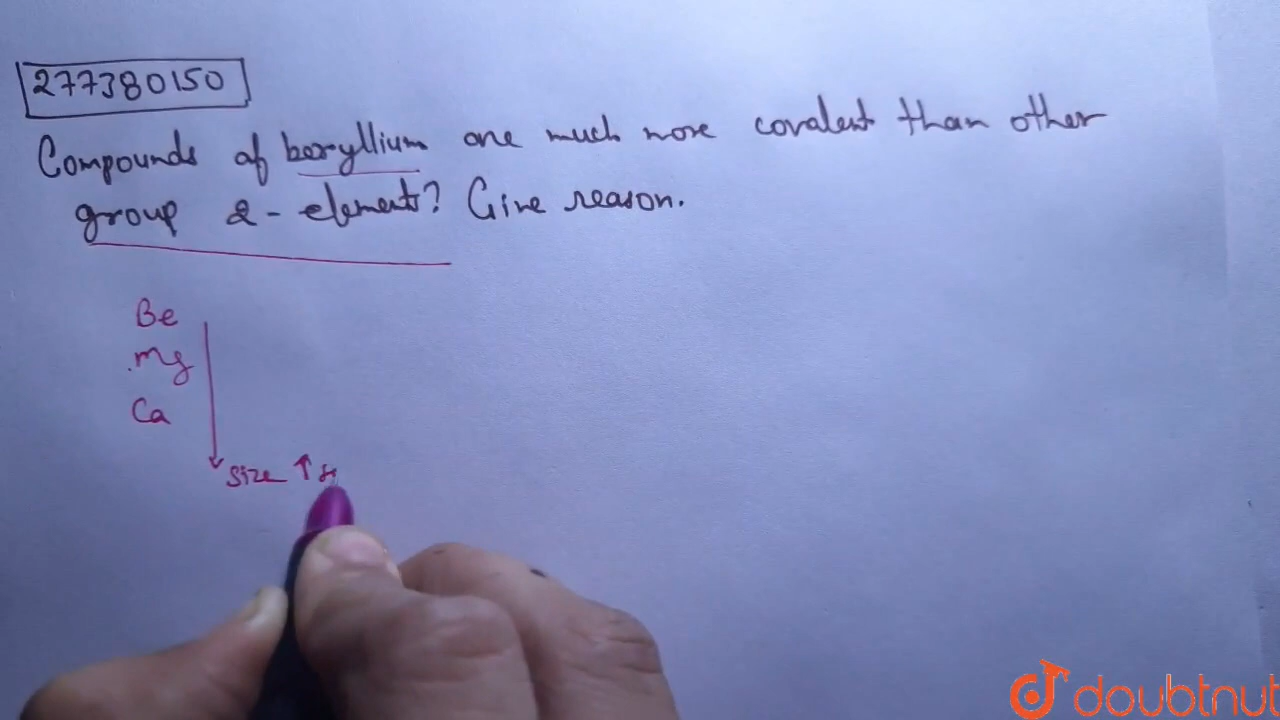 277380150
Compounds of beryllium are much more covalent than other
group 2- elements? Give reason.
Be
Mg
Ca
size ↑
doubtnut